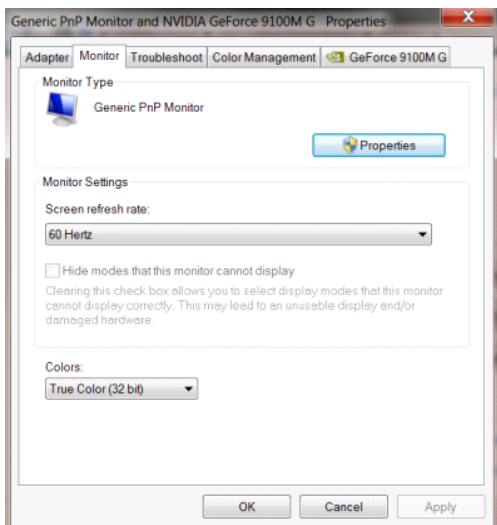 Generic PnP Monitor and NVIDIA GeForce 9100M G Properties
Adapter Monitor Troubleshoot Color Management GeForce 9100M G
Monitor Type
Generic PnP Monitor
Properties
Monitor Settings
Screen refresh rate:
60 Hertz
Hide modes that this monitor cannot display
Clearing this check box allows you to select display modes that this monitor
cannot display correctly. This may lead to an unusable display and/or
damaged hardware.
Colors:
True Color (32 bit)
OK Cancel Apply